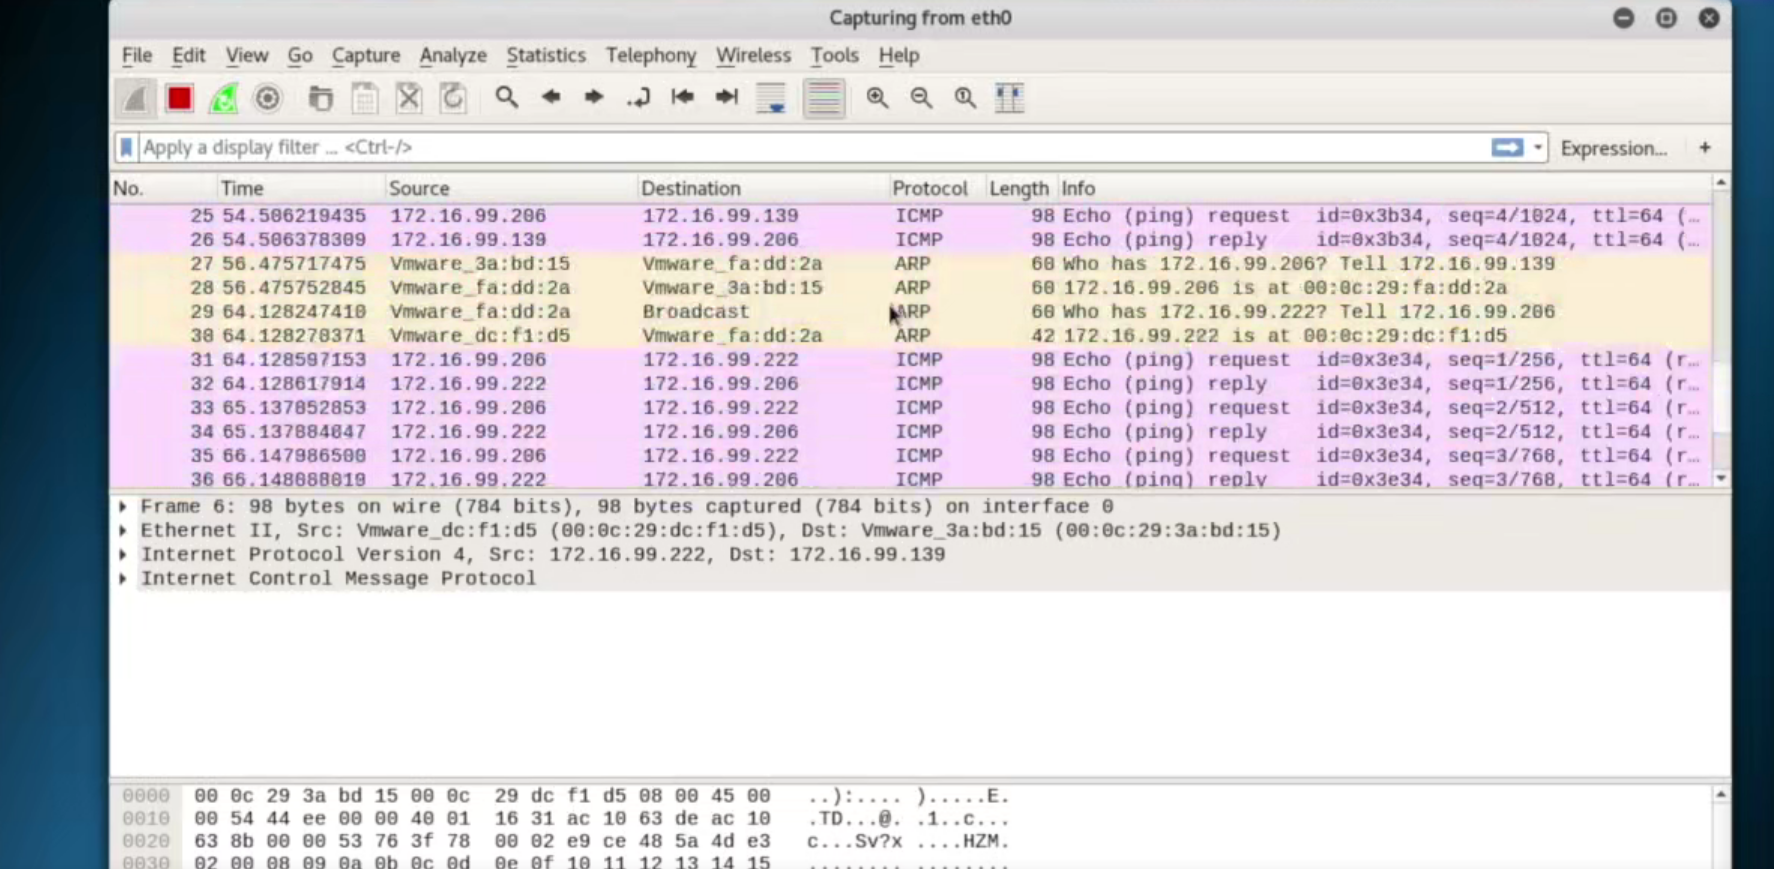 Capturing from eth0
File Edit View Go Capture Analyze Statistics Telephony Wireless Tools Help
Apply a display filter ... <Ctrl-/> Expression... +
No. Time Source Destination Protocol Length Info
25 54.506219435 172.16.99.206 172.16.99.139 ICMP 98 Echo (ping) request id=0x3b34, seq=4/1024, ttl=64 (…
26 54.506378309 172.16.99.139 172.16.99.206 ICMP 98 Echo (ping) reply id=0x3b34, seq=4/1024, ttl=64 (…
27 56.475717475 Vmware_3a:bd:15 Vmware_fa:dd:2a ARP 60 Who has 172.16.99.206? Tell 172.16.99.139
28 56.475752845 Vmware_fa:dd:2a Vmware_3a:bd:15 ARP 60 172.16.99.206 is at 00:0c:29:fa:dd:2a
29 64.128247410 Vmware_fa:dd:2a Broadcast ARP 60 Who has 172.16.99.222? Tell 172.16.99.206
30 64.128270371 Vmware_dc:f1:d5 Vmware_fa:dd:2a ARP 42 172.16.99.222 is at 00:0c:29:dc:f1:d5
31 64.128597153 172.16.99.206 172.16.99.222 ICMP 98 Echo (ping) request id=0x3e34, seq=1/256, ttl=64 (r…
32 64.128617914 172.16.99.222 172.16.99.206 ICMP 98 Echo (ping) reply id=0x3e34, seq=1/256, ttl=64 (r…
33 65.137852853 172.16.99.206 172.16.99.222 ICMP 98 Echo (ping) request id=0x3e34, seq=2/512, ttl=64 (r…
34 65.137884647 172.16.99.222 172.16.99.206 ICMP 98 Echo (ping) reply id=0x3e34, seq=2/512, ttl=64 (r…
35 66.147986500 172.16.99.206 172.16.99.222 ICMP 98 Echo (ping) request id=0x3e34, seq=3/768, ttl=64 (r…
36 66.148088019 172.16.99.222 172.16.99.206 ICMP 98 Echo (ping) reply id=0x3e34, seq=3/768, ttl=64 (r…
Frame 6: 98 bytes on wire (784 bits), 98 bytes captured (784 bits) on interface 0
Ethernet II, Src: Vmware_dc:f1:d5 (00:0c:29:dc:f1:d5), Dst: Vmware_3a:bd:15 (00:0c:29:3a:bd:15)
Internet Protocol Version 4, Src: 172.16.99.222, Dst: 172.16.99.139
Internet Control Message Protocol
0000 00 0c 29 3a bd 15 00 0c 29 dc f1 d5 08 00 45 00 ..):.... ).....E.
0010 00 54 44 ee 00 00 40 01 16 31 ac 10 63 de ac 10 .TD...@. .1..c...
0020 63 8b 00 00 53 76 3f 78 00 02 e9 ce 48 5a 4d e3 c...Sv?x ....HZM.
0030 02 00 08 09 0a 0b 0c 0d 0e 0f 10 11 12 13 14 15 ........ ........